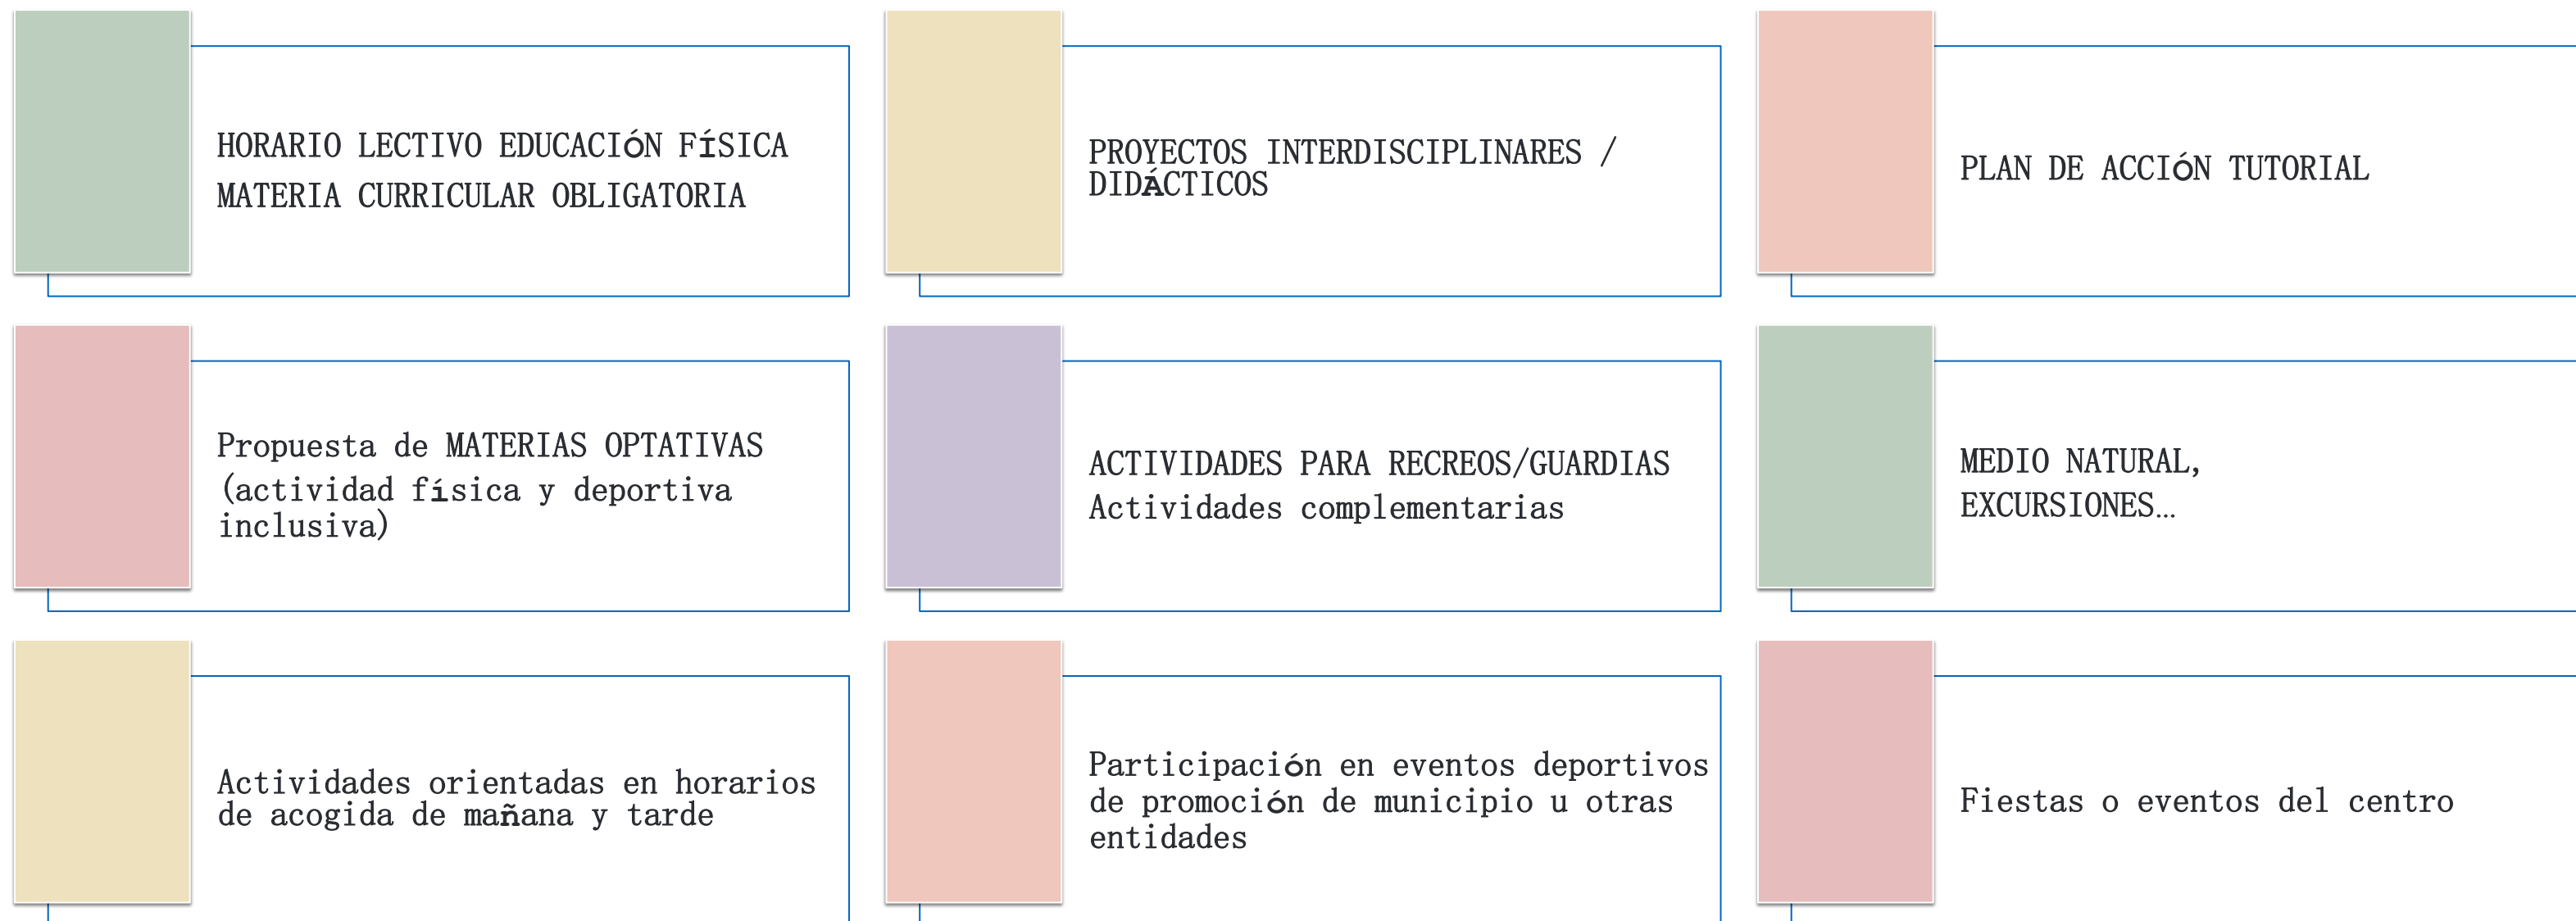 HORARIO LECTIVO EDUCACIÓN FÍSICA
MATERIA CURRICULAR OBLIGATORIA
PROYECTOS INTERDISCIPLINARES /
DIDÁCTICOS
PLAN DE ACCIÓN TUTORIAL
Propuesta de MATERIAS OPTATIVAS
(actividad física y deportiva
inclusiva)
ACTIVIDADES PARA RECREOS/GUARDIAS
Actividades complementarias
MEDIO NATURAL,
EXCURSIONES…
Actividades orientadas en horarios
de acogida de mañana y tarde
Participación en eventos deportivos
de promoción de municipio u otras
entidades
Fiestas o eventos del centro